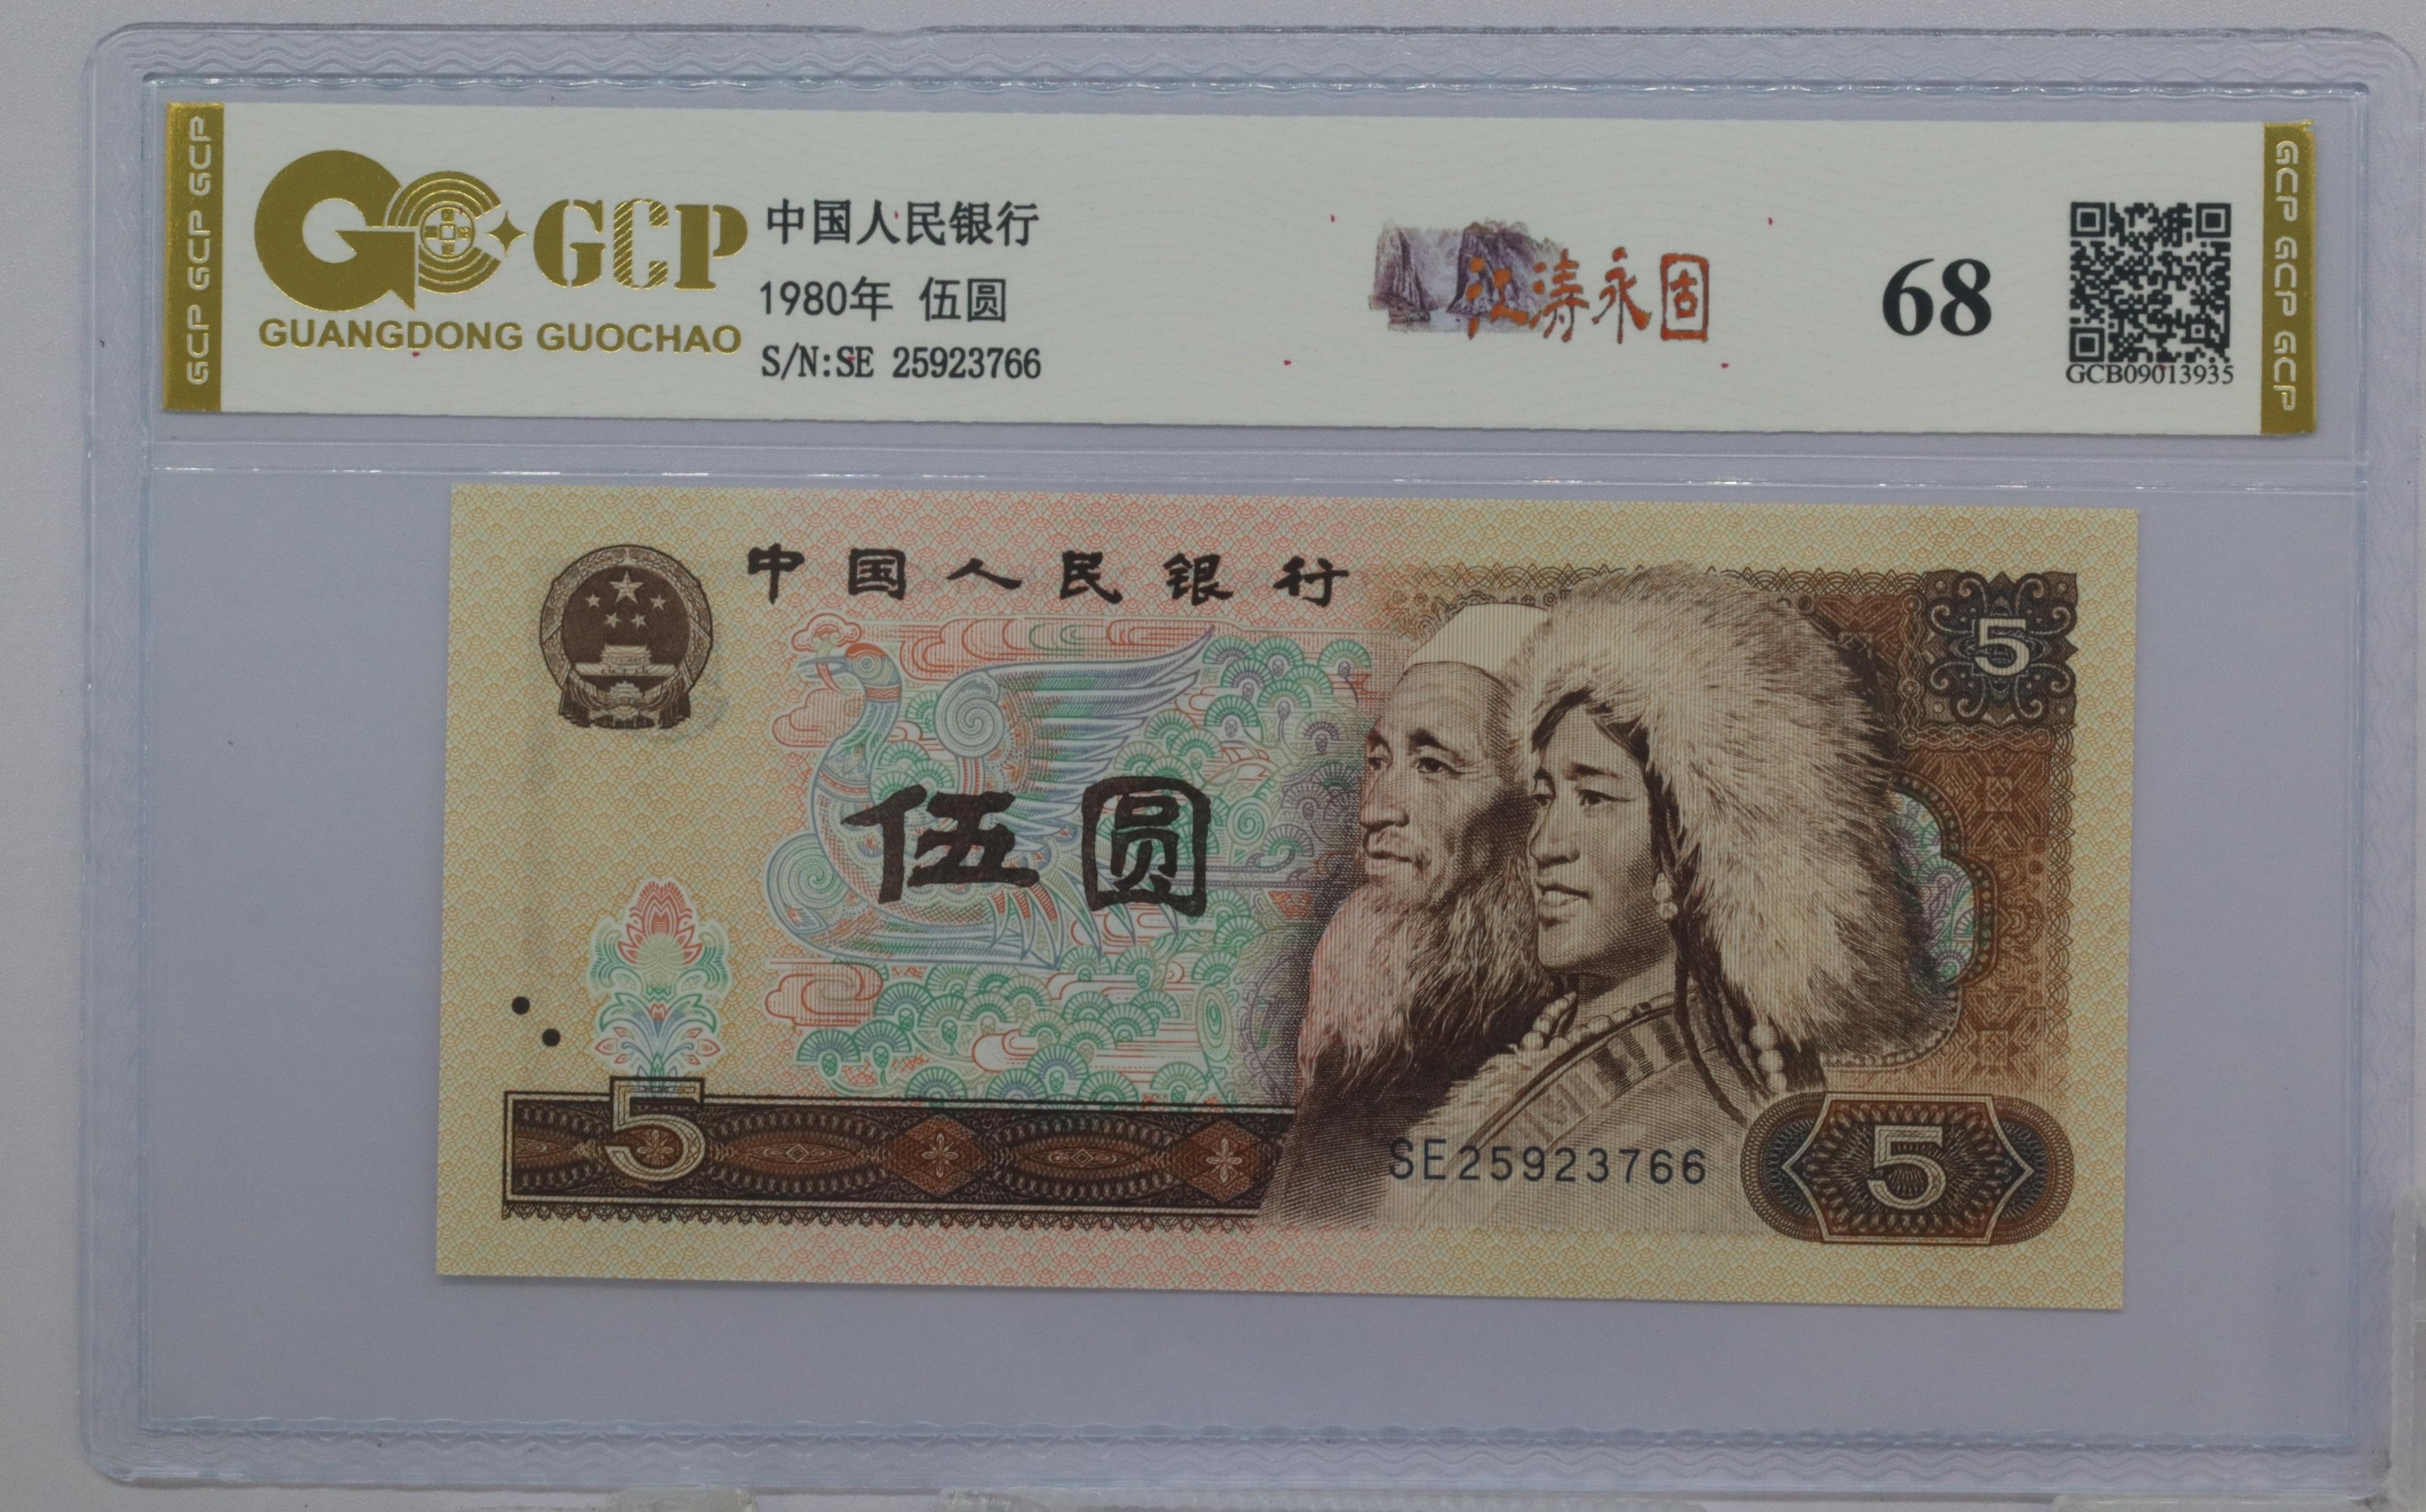 GCP GCP GCP
GCP
GUANGDONG GUOCHAO
中国人民银行
1980年 伍圆
S/N:SE 25923766
江涛永固
68
GCB09013935
GCP GCP GCP
中国人民银行
5
伍圆
5
SE25923766
5